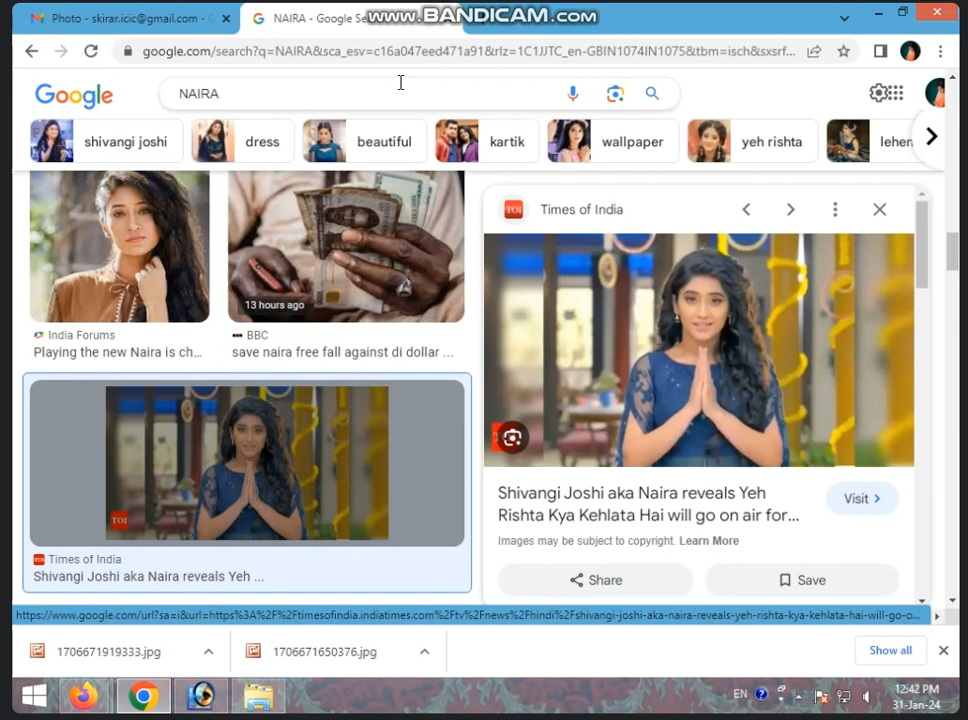 www.BANDICAM.com
Photo - skirar.icic@gmail.com -
NAIRA - Google Se
google.com/search?q=NAIRA&sca_esv=c16a047eed471a91&rlz=1C1JJTC_en-GBIN1074IN1075&tbm=isch&sxsrf...
Google
NAIRA
shivangi joshi
dress
beautiful
kartik
wallpaper
yeh rishta
lehen
13 hours ago
India Forums
Playing the new Naira is ch...
BBC
save naira free fall against di dollar ...
TOI
Times of India
Shivangi Joshi aka Naira reveals Yeh ...
TOI Times of India
Shivangi Joshi aka Naira reveals Yeh
Rishta Kya Kehlata Hai will go on air for...
Visit
Images may be subject to copyright. Learn More
Share
Save
https://www.google.com/url?sa=i&url=https%3A%2F%2Ftimesofindia.indiatimes.com%2Ftv%2Fnews%2Fhindi%2Fshivangi-joshi-aka-naira-reveals-yeh-rishta-kya-kehlata-hai-will-go-o...
1706671919333.jpg
1706671650376.jpg
Show all
EN
12:42 PM
31-Jan-24